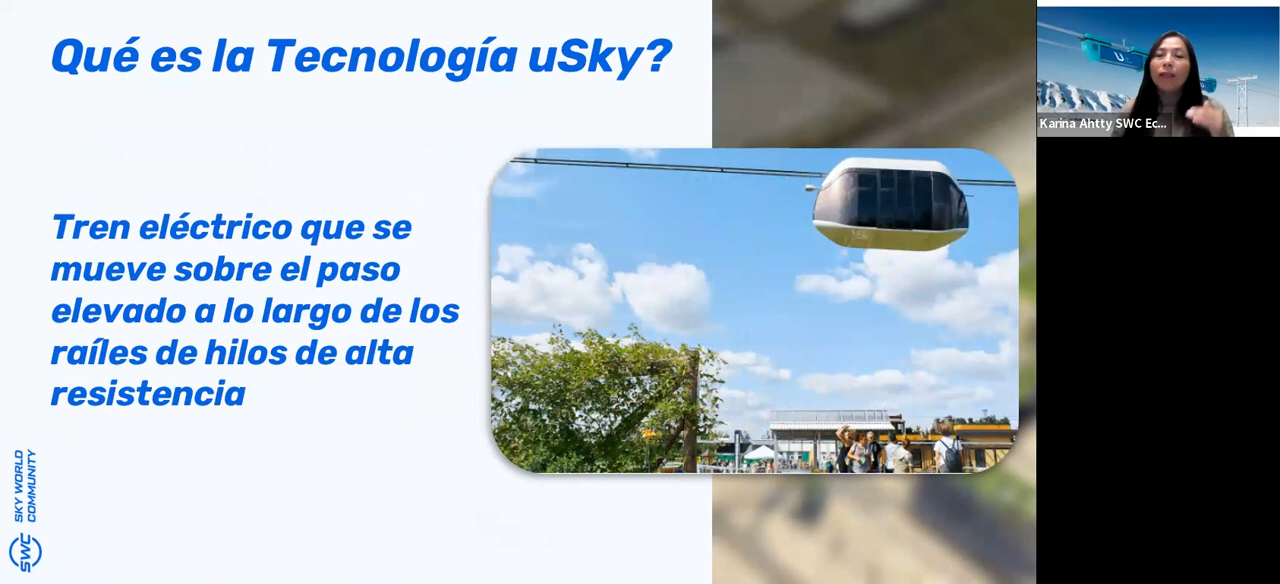 Qué es la Tecnología uSky?
Tren eléctrico que se
mueve sobre el paso
elevado a lo largo de los
raíles de hilos de alta
resistencia
SWC SKY WORLD
COMMUNITY
Karina Ahtty SWC Ec...